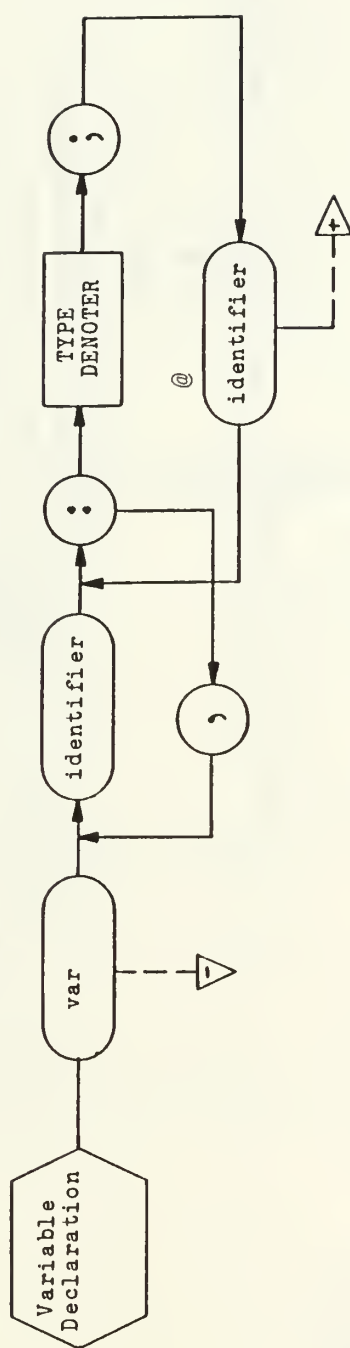 Variable
Declaration
var
-
identifier
,
:
TYPE
DENOTER
;
@
identifier
+